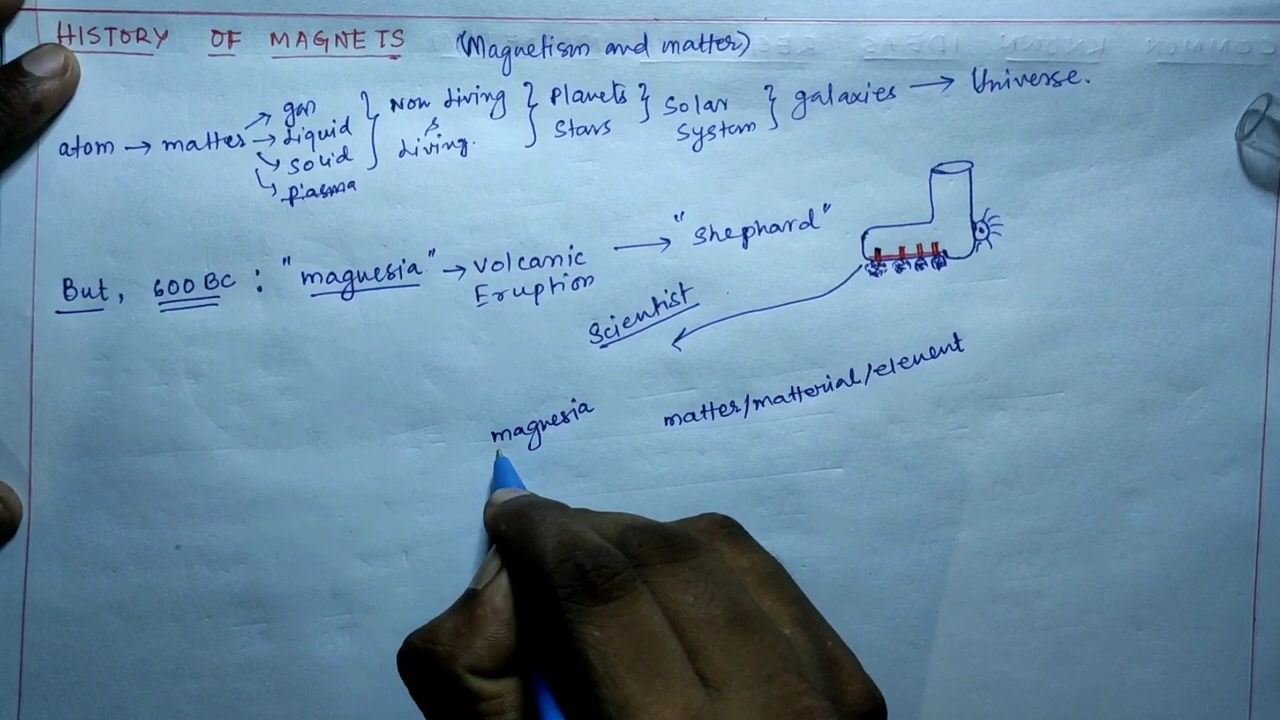 HISTORY OF MAGNETS (Magnetism and matter)
atom → matter → gas
→ Liquid
→ solid
→ plasma
Non Living
&
Living.
Planets
Stars
Solar
System
galaxies → Universe.
But, 600 BC : "magnesia" → volcanic
Eruption
→ "Shephard"
Scientist
magnesia matter/matterial/element